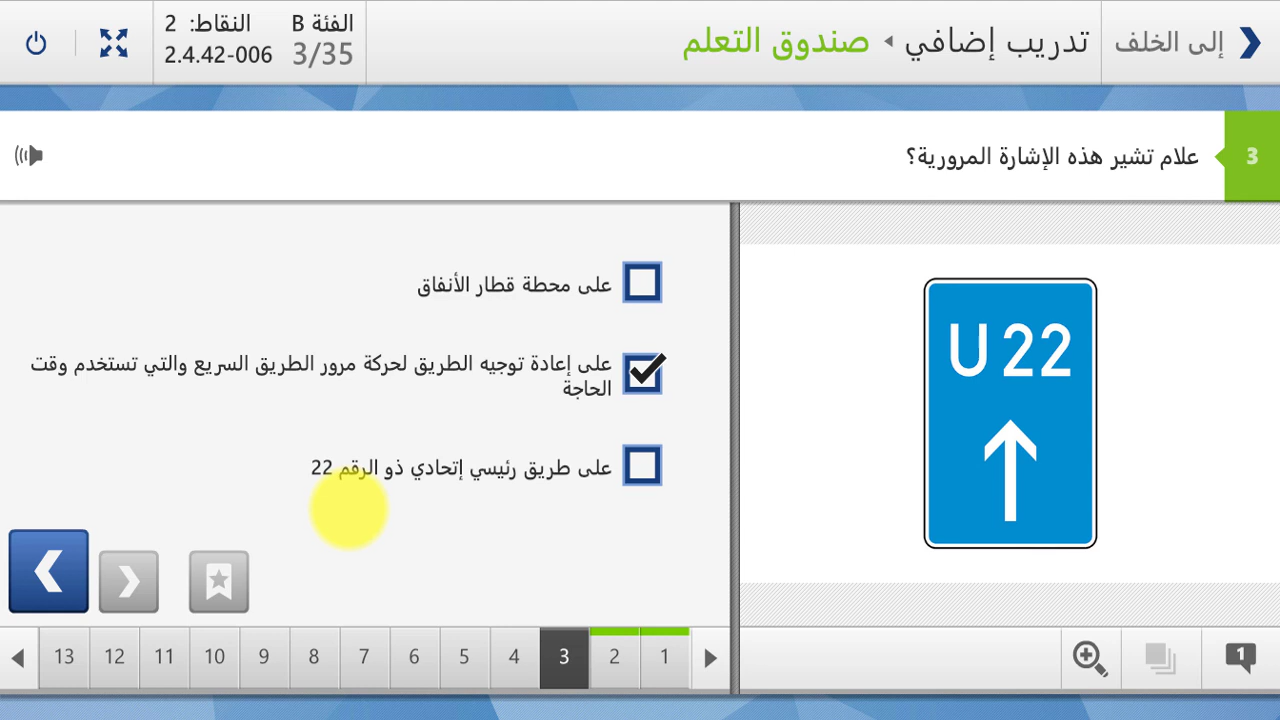 إلى الخلف
تدريب إضافي ◂ صندوق التعلم
الفئة B
3/35
النقاط: 2
2.4.42-006
3
علام تشير هذه الإشارة المرورية؟
على محطة قطار الأنفاق
على إعادة توجيه الطريق لحركة مرور الطريق السريع والتي تستخدم وقت
الحاجة
على طريق رئيسي إتحادي ذو الرقم 22
U 22
1
1 2 3 4 5 6 7 8 9 10 11 12 13